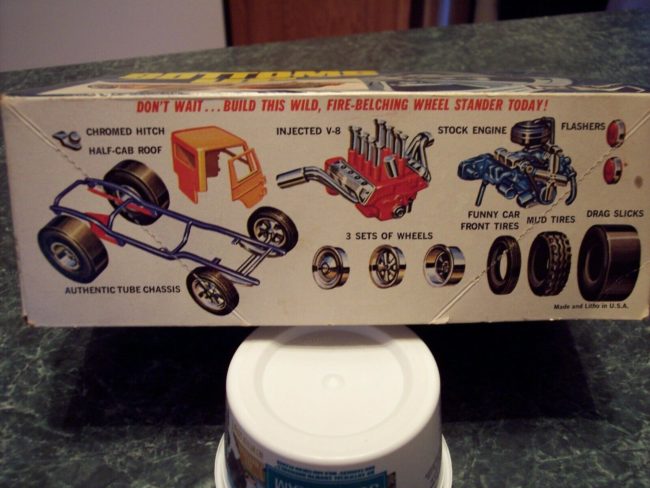 DON'T WAIT...BUILD THIS WILD, FIRE-BELCHING WHEEL STANDER TODAY!
CHROMED HITCH
HALF-CAB ROOF
INJECTED V-8
STOCK ENGINE
FLASHERS
3 SETS OF WHEELS
FUNNY CAR
FRONT TIRES
MUD TIRES
DRAG SLICKS
AUTHENTIC TUBE CHASSIS
Made and Litho in U.S.A.